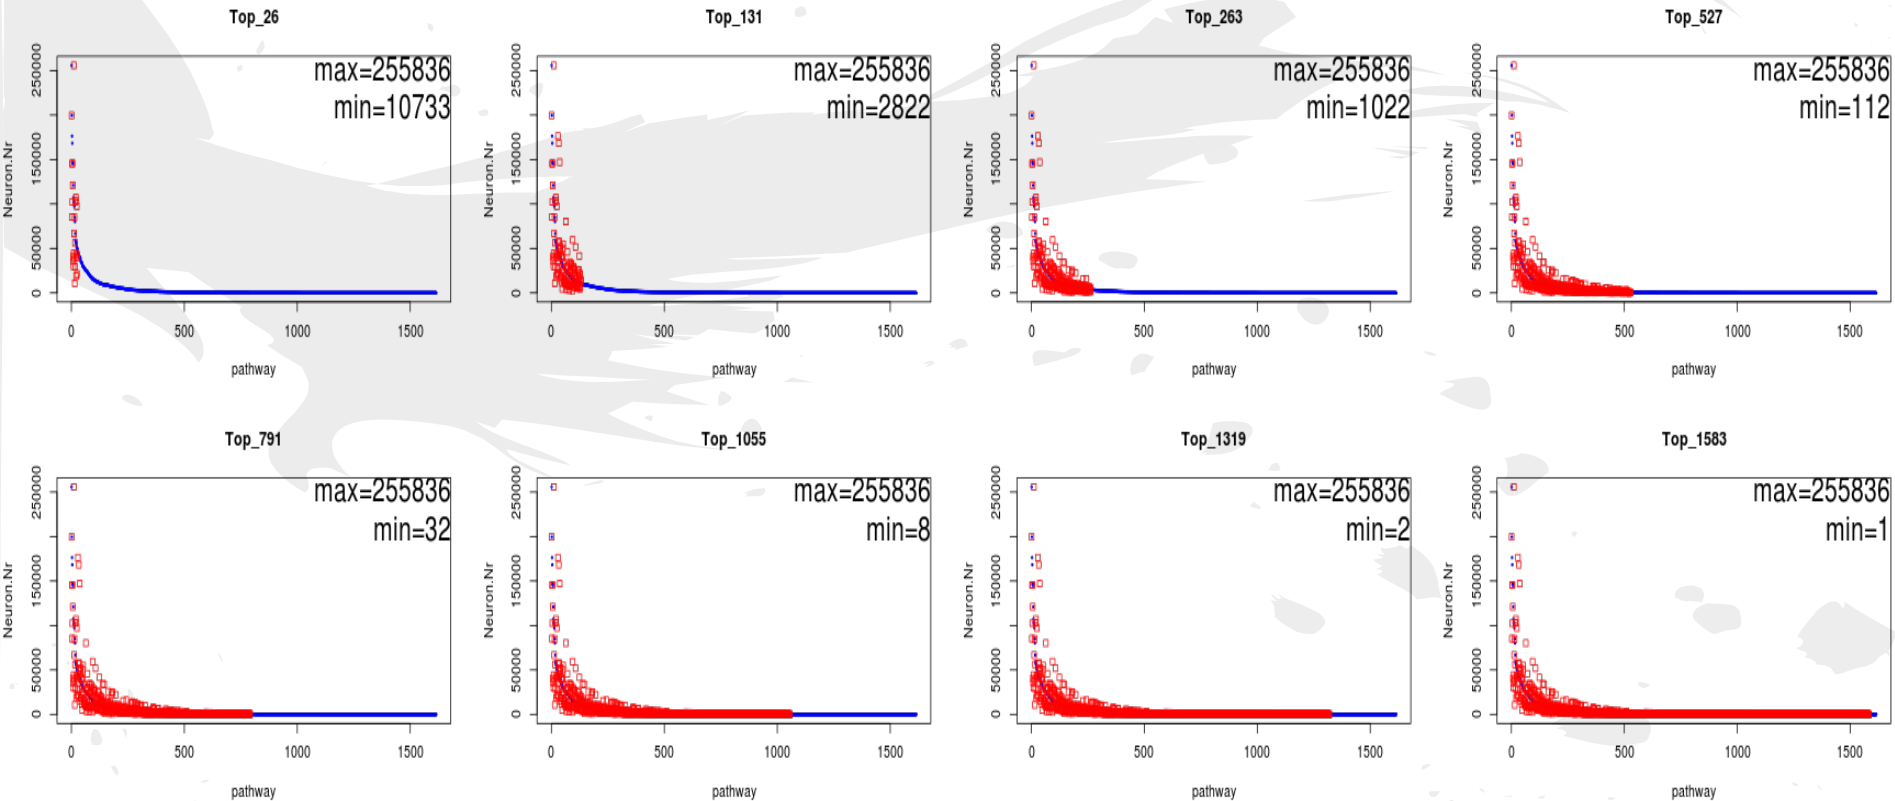 Top_26
max=255836
min=10733
Neuron.Nr
0 50000 150000 250000
0 500 1000 1500
pathway
Top_131
max=255836
min=2822
Neuron.Nr
0 50000 150000 250000
0 500 1000 1500
pathway
Top_263
max=255836
min=1022
Neuron.Nr
0 50000 150000 250000
0 500 1000 1500
pathway
Top_527
max=255836
min=112
Neuron.Nr
0 50000 150000 250000
0 500 1000 1500
pathway
Top_791
max=255836
min=32
Neuron.Nr
0 50000 150000 250000
0 500 1000 1500
pathway
Top_1055
max=255836
min=8
Neuron.Nr
0 50000 150000 250000
0 500 1000 1500
pathway
Top_1319
max=255836
min=2
Neuron.Nr
0 50000 150000 250000
0 500 1000 1500
pathway
Top_1583
max=255836
min=1
Neuron.Nr
0 50000 150000 250000
0 500 1000 1500
pathway